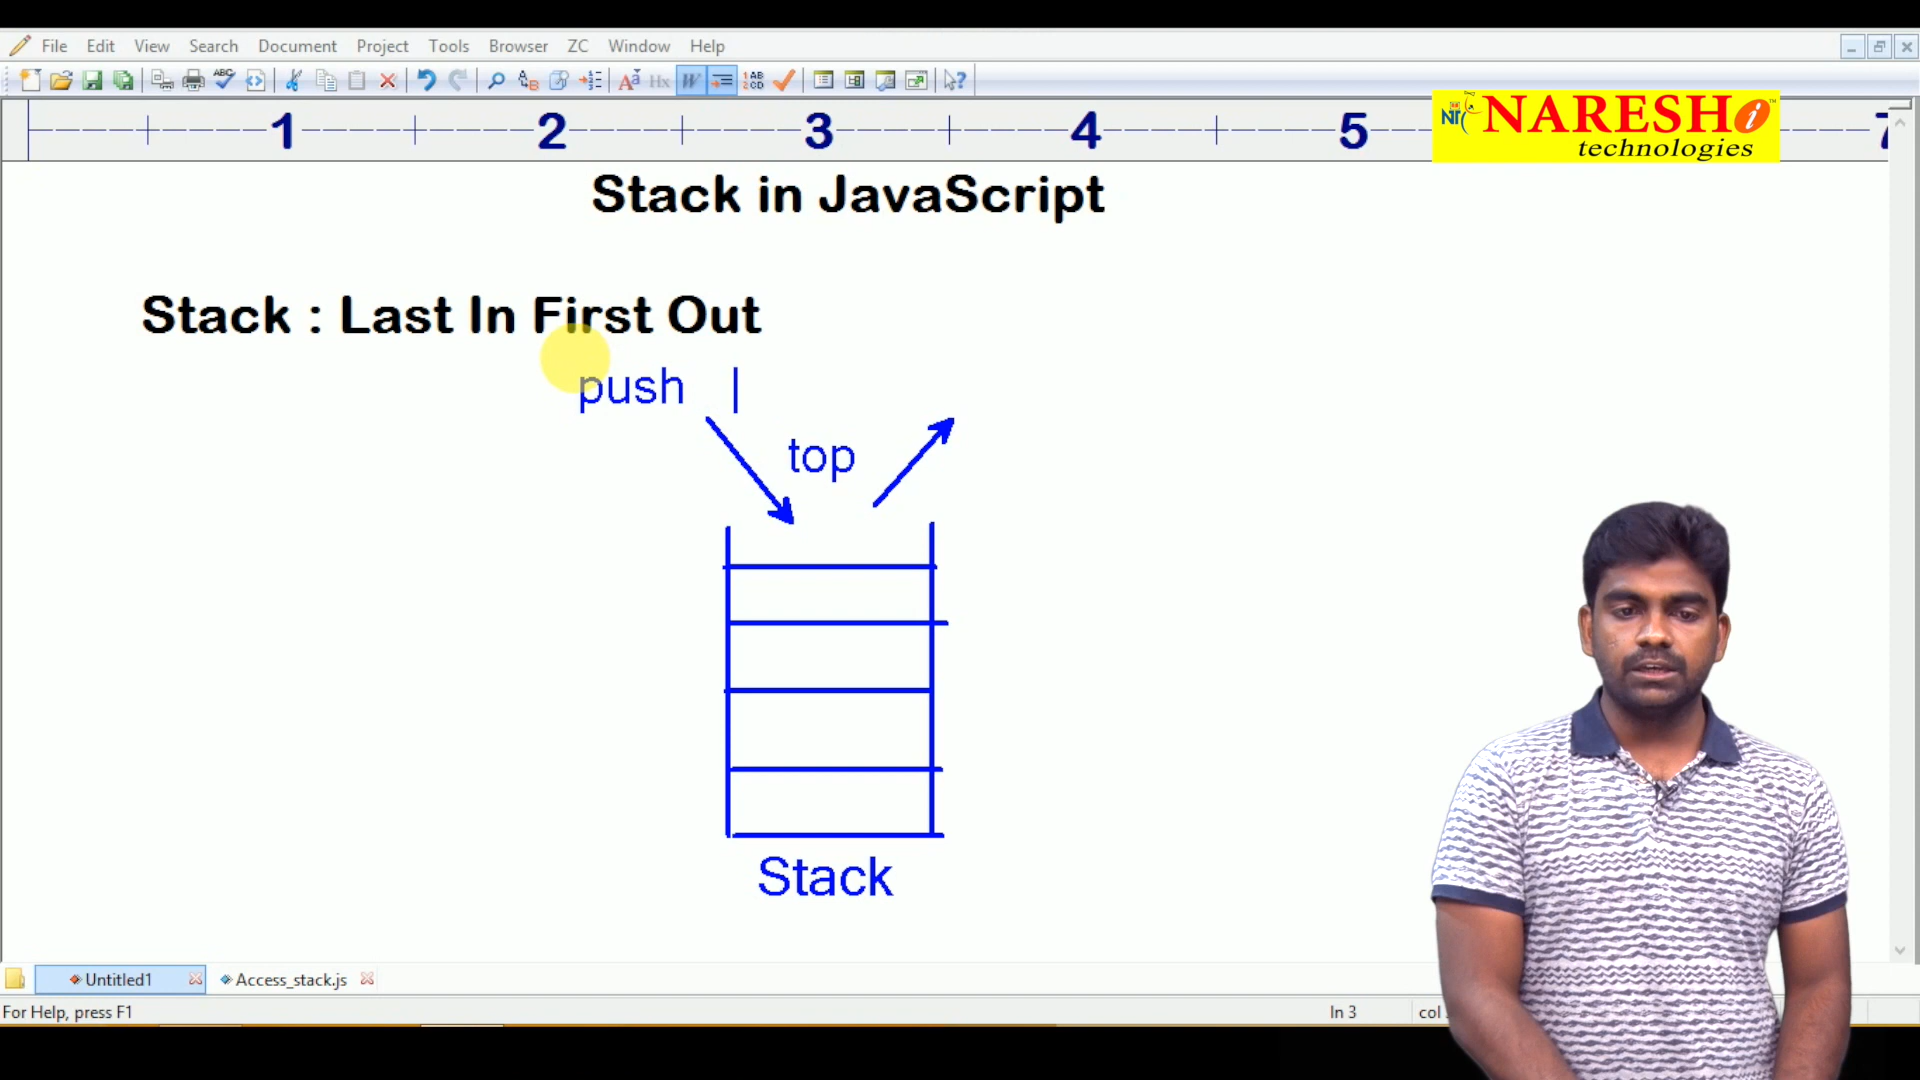 File Edit View Search Document Project Tools Browser ZC Window Help
1 2 3 4 5 7
NARESH i
technologies
Stack in JavaScript
Stack : Last In First Out
push
top
Stack
Untitled1 Access_stack.js
For Help, press F1 ln 3 col